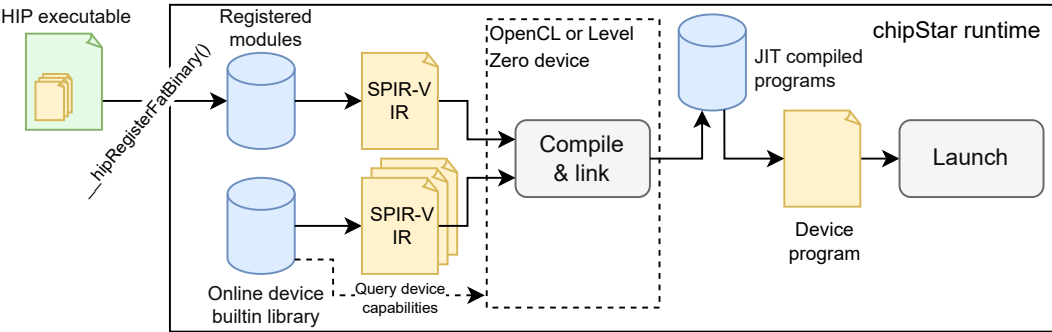 HIP executable
__hipRegisterFatBinary()
Registered
modules
SPIR-V
IR
Online device
builtin library
SPIR-V
IR
Query device
capabilities
OpenCL or Level
Zero device
Compile
& link
JIT compiled
programs
chipStar runtime
Device
program
Launch